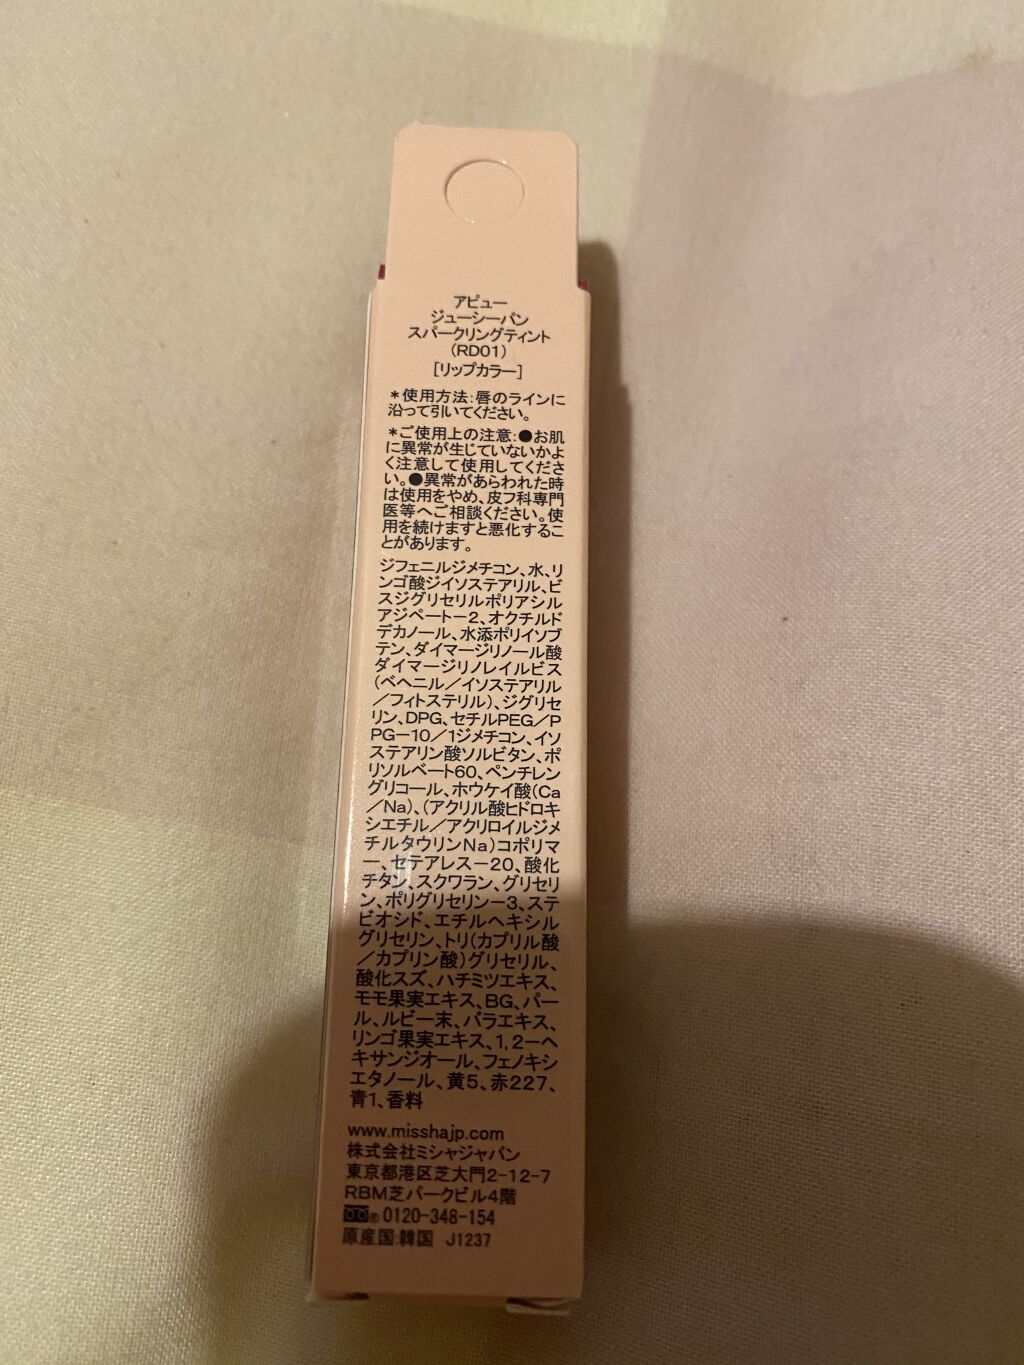 アピュー
ジューシーパン
スパークリングティント
(RD01)
[リップカラー]
*使用方法:唇のラインに
沿って引いてください。
*ご使用上の注意:●お肌
に異常が生じていないかよ
く注意して使用してくださ
い。●異常があらわれた時
は使用をやめ、皮フ科専門
医等へご相談ください。使
用を続けますと悪化するこ
とがあります。
ジフェニルジメチコン、水、リ
ンゴ酸ジイソステアリル、ビ
スジグリセリルポリアシル
アジペート-2、オクチルド
デカノール、水添ポリイソブ
テン、ダイマージリノール酸
ダイマージリノレイルビス
(ベヘニル/イソステアリル
/フィトステリル)、ジグリセ
リン、DPG、セチルPEG/P
PG-10/1ジメチコン、イソ
ステアリン酸ソルビタン、ポ
リソルベート60、ペンチレン
グリコール、ホウケイ酸(Ca
/Na)、(アクリル酸ヒドロキ
シエチル/アクリロイルジメ
チルタウリンNa)コポリマ
ー、セテアレス-20、酸化
チタン、スクワラン、グリセリ
ン、ポリグリセリン-3、ステ
ビオシド、エチルヘキシル
グリセリン、トリ(カプリル酸
/カプリン酸)グリセリル、
酸化スズ、ハチミツエキス、
モモ果実エキス、BG、パー
ル、ルビー末、バラエキス、
リンゴ果実エキス、1,2-ヘ
キサンジオール、フェノキシ
エタノール、黄5、赤227、
青1、香料
www.misshajp.com
株式会社ミシャジャパン
東京都港区芝大門2-12-7
RBM芝パークビル4階
®0120-348-154
原産国:韓国 J1237